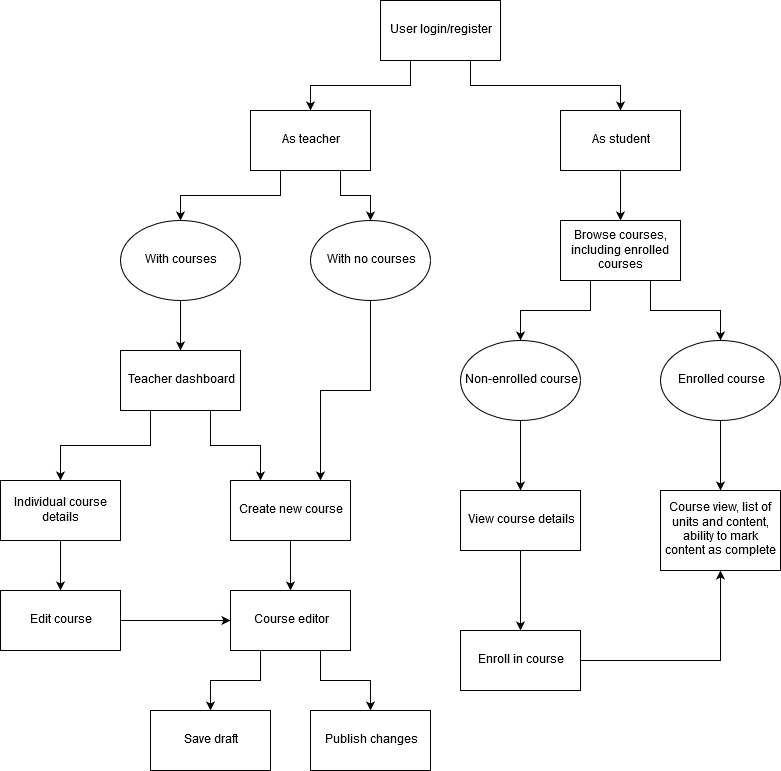 User login/register
As teacher
As student
With courses
With no courses
Browse courses,
including enrolled
courses
Teacher dashboard
Non-enrolled course
Enrolled course
Individual course
details
Create new course
View course details
Course view, list of
units and content,
ability to mark
content as complete
Edit course
Course editor
Enroll in course
Save draft
Publish changes